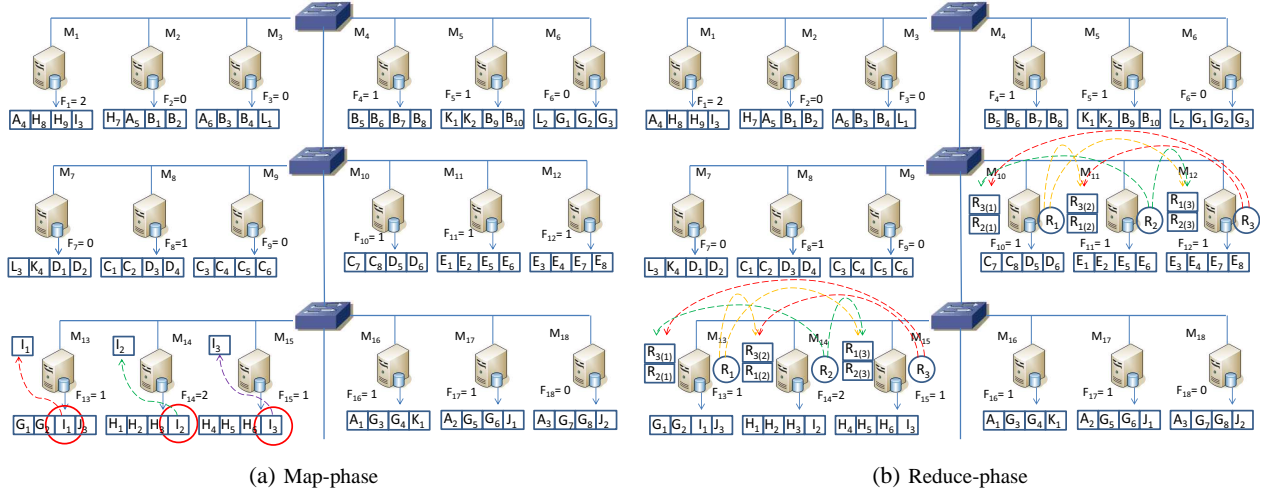 M1 M2 M3 M4 M5 M6
F1= 2 F2=0 F3= 0 F4= 1 F5= 1 F6= 0
A4 H8 H9 I3 H7 A5 B1 B2 A6 B3 B4 L1 B5 B6 B7 B8 K1 K2 B9 B10 L2 G1 G2 G3
M7 M8 M9 M10 M11 M12
F7= 0 F8=1 F9= 0 F10= 1 F11= 1 F12= 1
L3 K4 D1 D2 C1 C2 D3 D4 C3 C4 C5 C6 C7 C8 D5 D6 E1 E2 E5 E6 E3 E4 E7 E8
I1 M13 I2 M14 I3 M15 M16 M17 M18
F13= 1 F14=2 F15= 1 F16= 1 F17= 1 F18= 0
G1 G2 I1 J3 H1 H2 H3 I2 H4 H5 H6 I3 A1 G3 G4 K1 A2 G5 G6 J1 A3 G7 G8 J2
(a) Map-phase
M1 M2 M3 M4 M5 M6
F1= 2 F2=0 F3= 0 F4= 1 F5= 1 F6= 0
A4 H8 H9 I3 H7 A5 B1 B2 A6 B3 B4 L1 B5 B6 B7 B8 K1 K2 B9 B10 L2 G1 G2 G3
M7 M8 M9 M10 M11 M12
R3(1) R3(2) R1(3)
R2(1) R1 R1(2) R2 R2(3) R3
F7= 0 F8=1 F9= 0 F10= 1 F11= 1 F12= 1
L3 K4 D1 D2 C1 C2 D3 D4 C3 C4 C5 C6 C7 C8 D5 D6 E1 E2 E5 E6 E3 E4 E7 E8
M13 M14 M15 M16 M17 M18
R3(1) R3(2) R1(3)
R2(1) R1 R1(2) R2 R2(3) R3
F13= 1 F14=2 F15= 1 F16= 1 F17= 1 F18= 0
G1 G2 I1 J3 H1 H2 H3 I2 H4 H5 H6 I3 A1 G3 G4 K1 A2 G5 G6 J1 A3 G7 G8 J2
(b) Reduce-phase